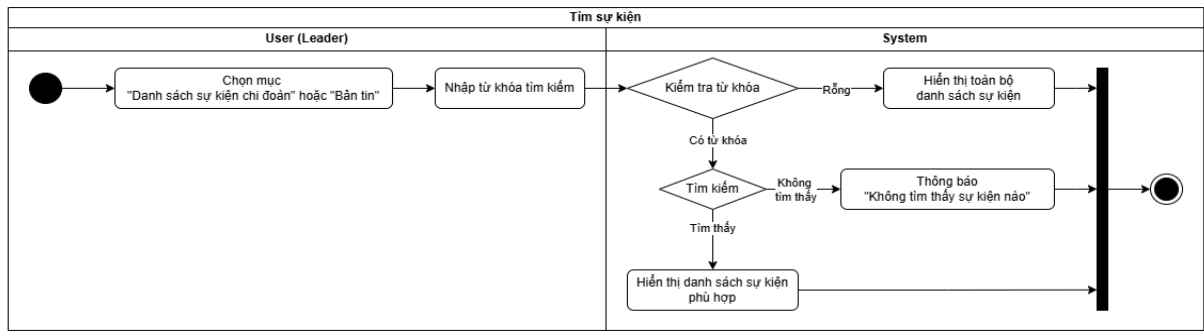 Tìm sự kiện
User (Leader)
System
Chọn mục
"Danh sách sự kiện chi đoàn" hoặc "Bản tin"
Nhập từ khóa tìm kiếm
Kiểm tra từ khóa
Rỗng
Hiển thị toàn bộ
danh sách sự kiện
Có từ khóa
Tìm kiếm
Không
tìm thấy
Thông báo
"Không tìm thấy sự kiện nào"
Tìm thấy
Hiển thị danh sách sự kiện
phù hợp